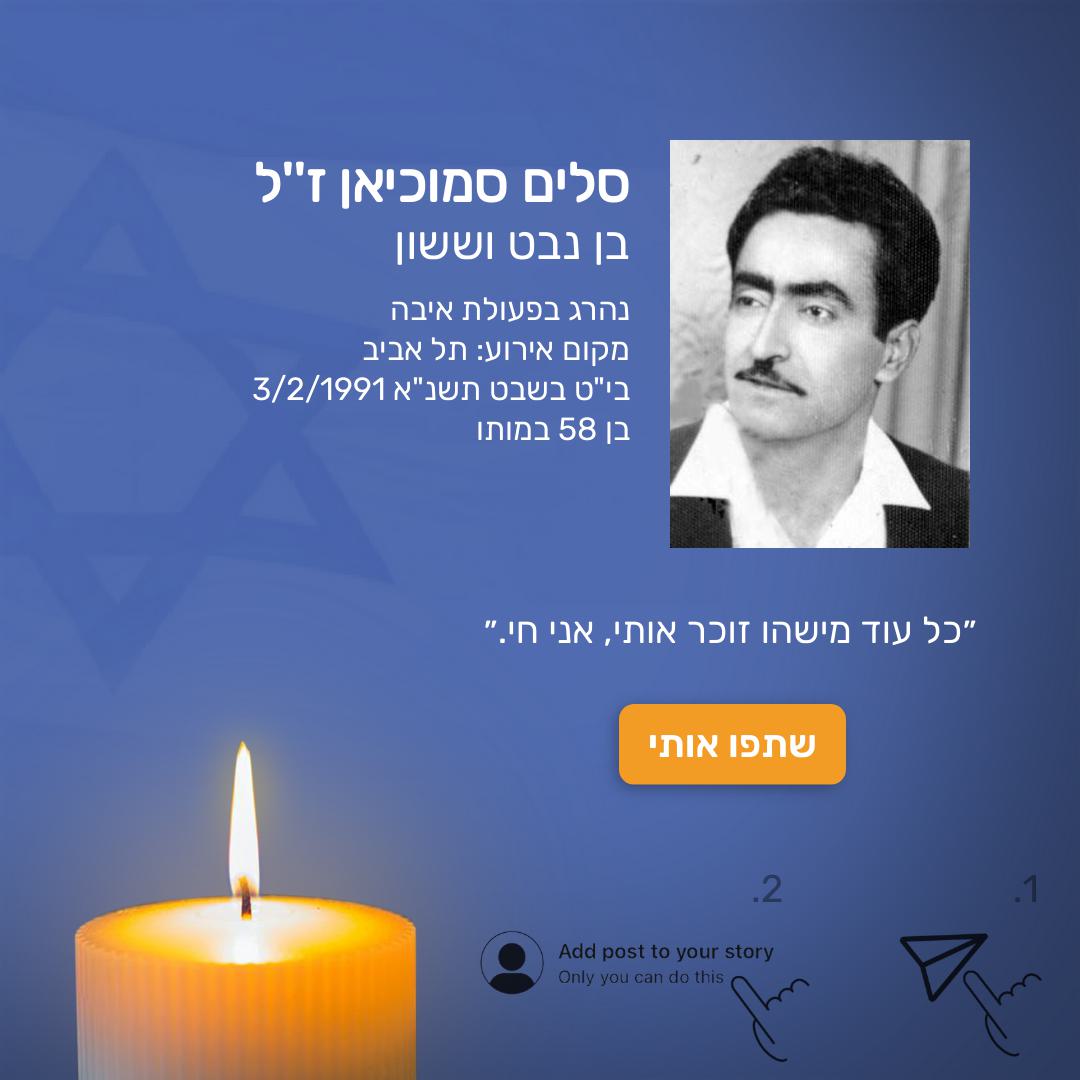 סלים סמוכיאן ז"ל
בן נבט וששון
נהרג בפעולת איבה
מקום אירוע: תל אביב
בי"ט בשבט תשנ"א 3/2/1991
בן 58 במותו
״כל עוד מישהו זוכר אותי, אני חי.״
שתפו אותי
1.
2.
Add post to your story
Only you can do this